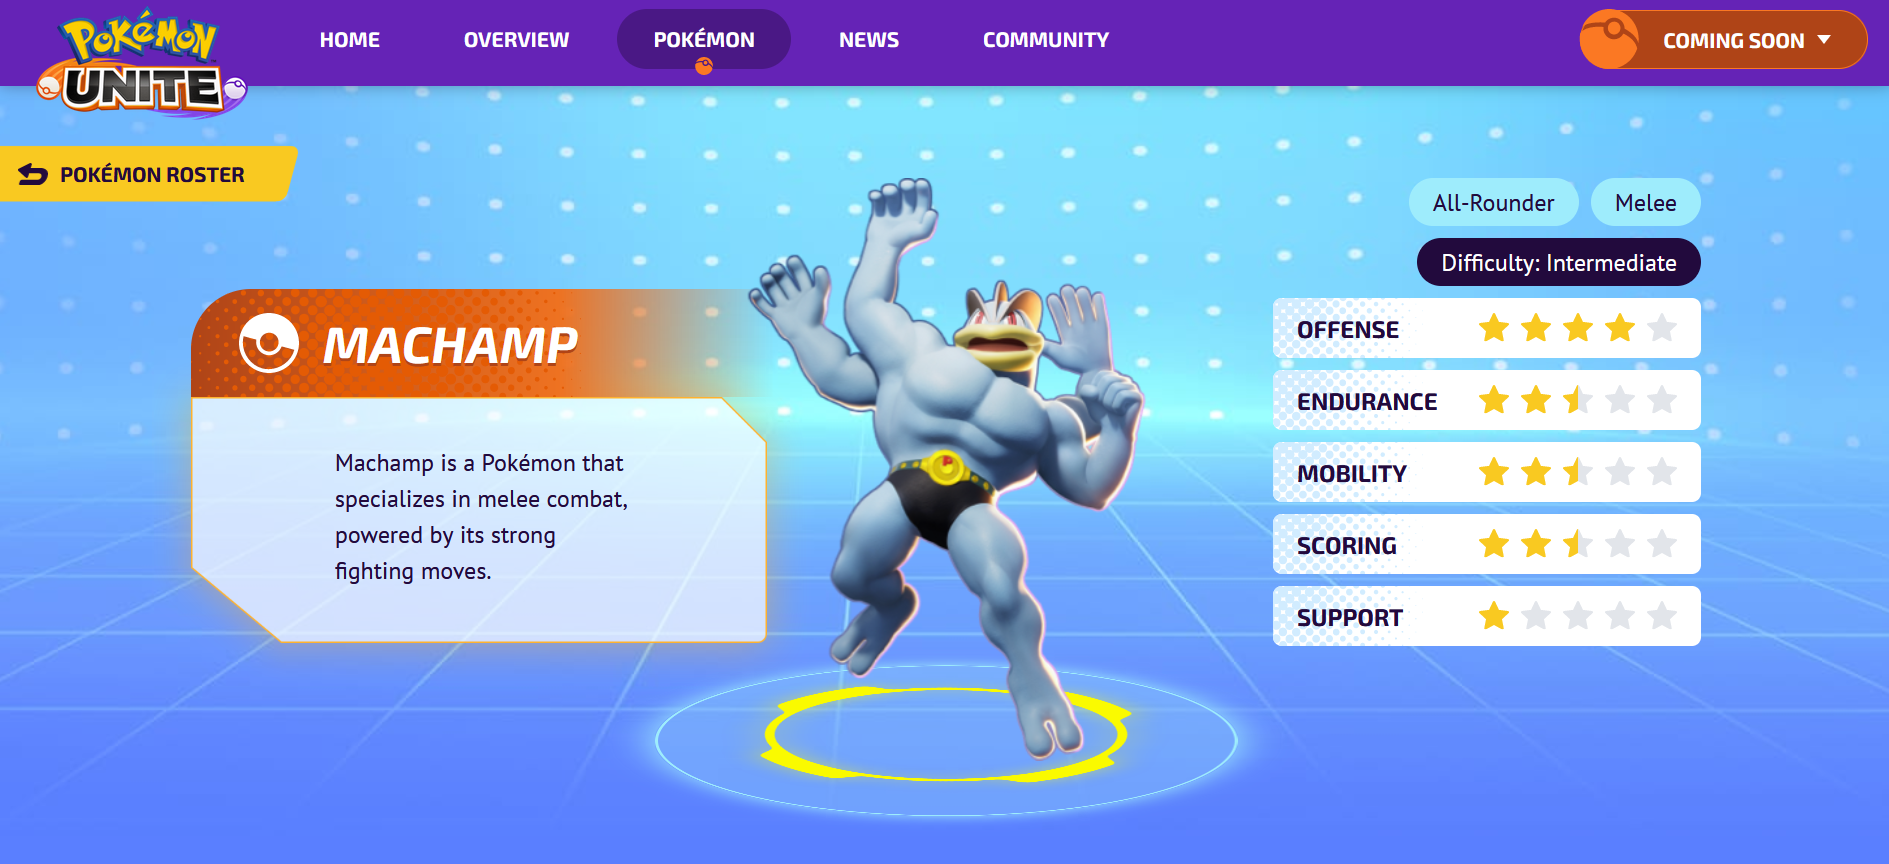 POKÉMON
UNITE
HOME
OVERVIEW
POKÉMON
NEWS
COMMUNITY
COMING SOON
POKÉMON ROSTER
MACHAMP
Machamp is a Pokémon that
specializes in melee combat,
powered by its strong
fighting moves.
All-Rounder
Melee
Difficulty: Intermediate
OFFENSE
ENDURANCE
MOBILITY
SCORING
SUPPORT